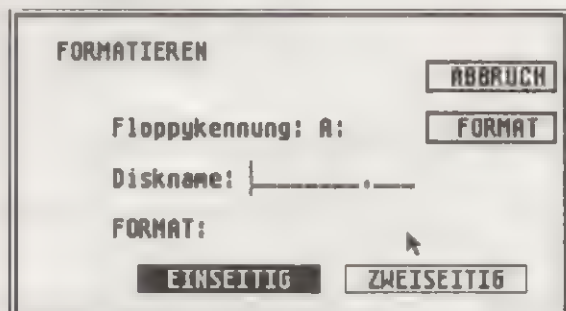 FORMATIEREN
ABBRUCH
Floppykennung: A:
FORMAT
Diskname: ________.___
FORMAT:
EINSEITIG ZWEISEITIG